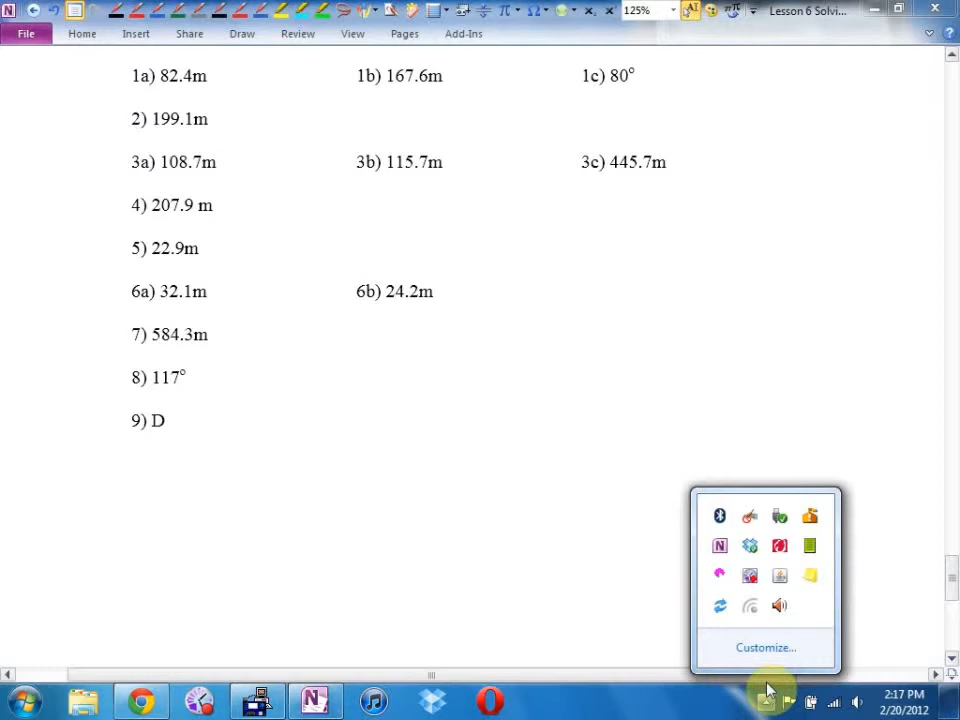 125% Lesson 6 Solvi...
File Home Insert Share Draw Review View Pages Add-Ins
1a) 82.4m 1b) 167.6m 1c) 80°
2) 199.1m
3a) 108.7m 3b) 115.7m 3c) 445.7m
4) 207.9 m
5) 22.9m
6a) 32.1m 6b) 24.2m
7) 584.3m
8) 117°
9) D
Customize...
2:17 PM
2/20/2012